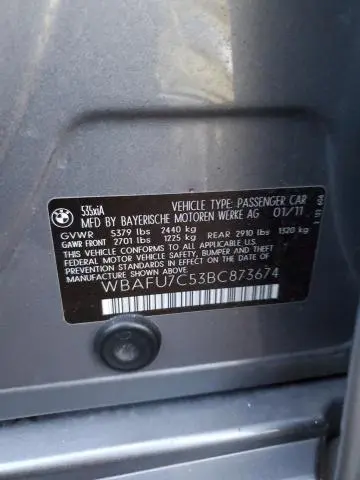 BMW
535xiA
VEHICLE TYPE: PASSENGER CAR
MFD BY BAYERISCHE MOTOREN WERKE AG 01/11
GVWR 5379 lbs 2440 kg
GAWR FRONT 2701 lbs 1225 kg REAR 2910 lbs 1320 kg
THIS VEHICLE CONFORMS TO ALL APPLICABLE U.S.
FEDERAL MOTOR VEHICLE SAFETY, BUMPER AND THEFT
PREVENTION STANDARDS IN EFFECT ON THE DATE OF
MANUFACTURE SHOWN ABOVE.
WBAFU7C53BC873674